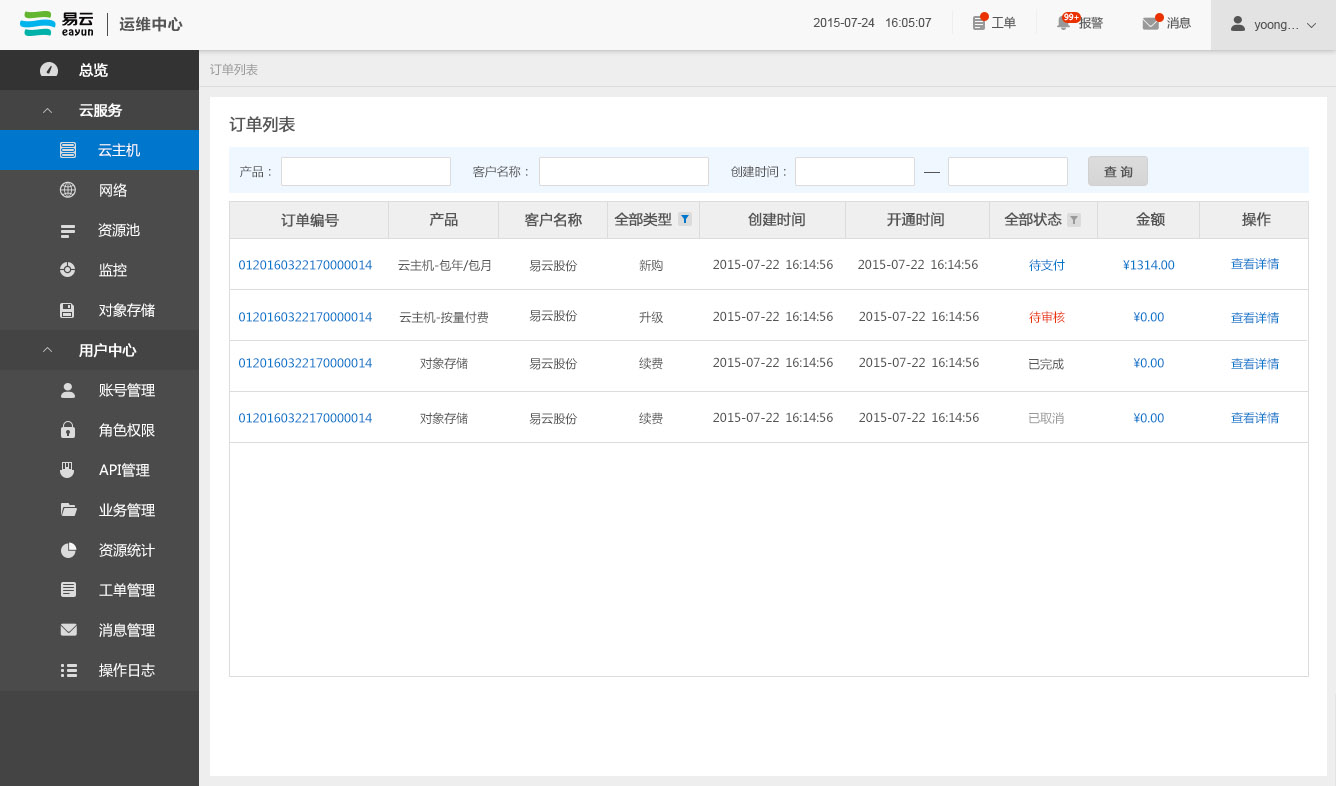 易云 eayun 运维中心 2015-07-24 16:05:07 工单 99+ 报警 消息 yoong...
总览
云服务
云主机
网络
资源池
监控
对象存储
用户中心
账号管理
角色权限
API管理
业务管理
资源统计
工单管理
消息管理
操作日志
订单列表
订单列表
产品： 客户名称： 创建时间： — 查 询
订单编号 产品 客户名称 全部类型 创建时间 开通时间 全部状态 金额 操作
0120160322170000014 云主机-包年/包月 易云股份 新购 2015-07-22 16:14:56 2015-07-22 16:14:56 待支付 ¥1314.00 查看详情
0120160322170000014 云主机-按量付费 易云股份 升级 2015-07-22 16:14:56 2015-07-22 16:14:56 待审核 ¥0.00 查看详情
0120160322170000014 对象存储 易云股份 续费 2015-07-22 16:14:56 2015-07-22 16:14:56 已完成 ¥0.00 查看详情
0120160322170000014 对象存储 易云股份 续费 2015-07-22 16:14:56 2015-07-22 16:14:56 已取消 ¥0.00 查看详情